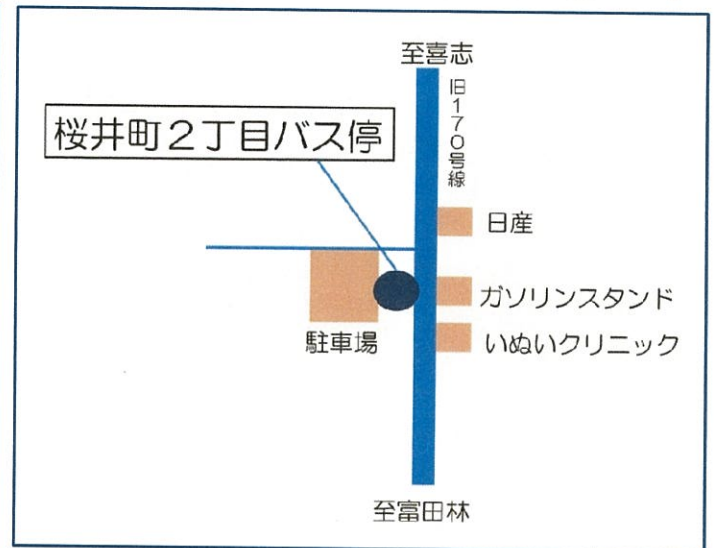 至喜志
旧170号線
桜井町２丁目バス停
日産
ガソリンスタンド
駐車場
いぬいクリニック
至富田林